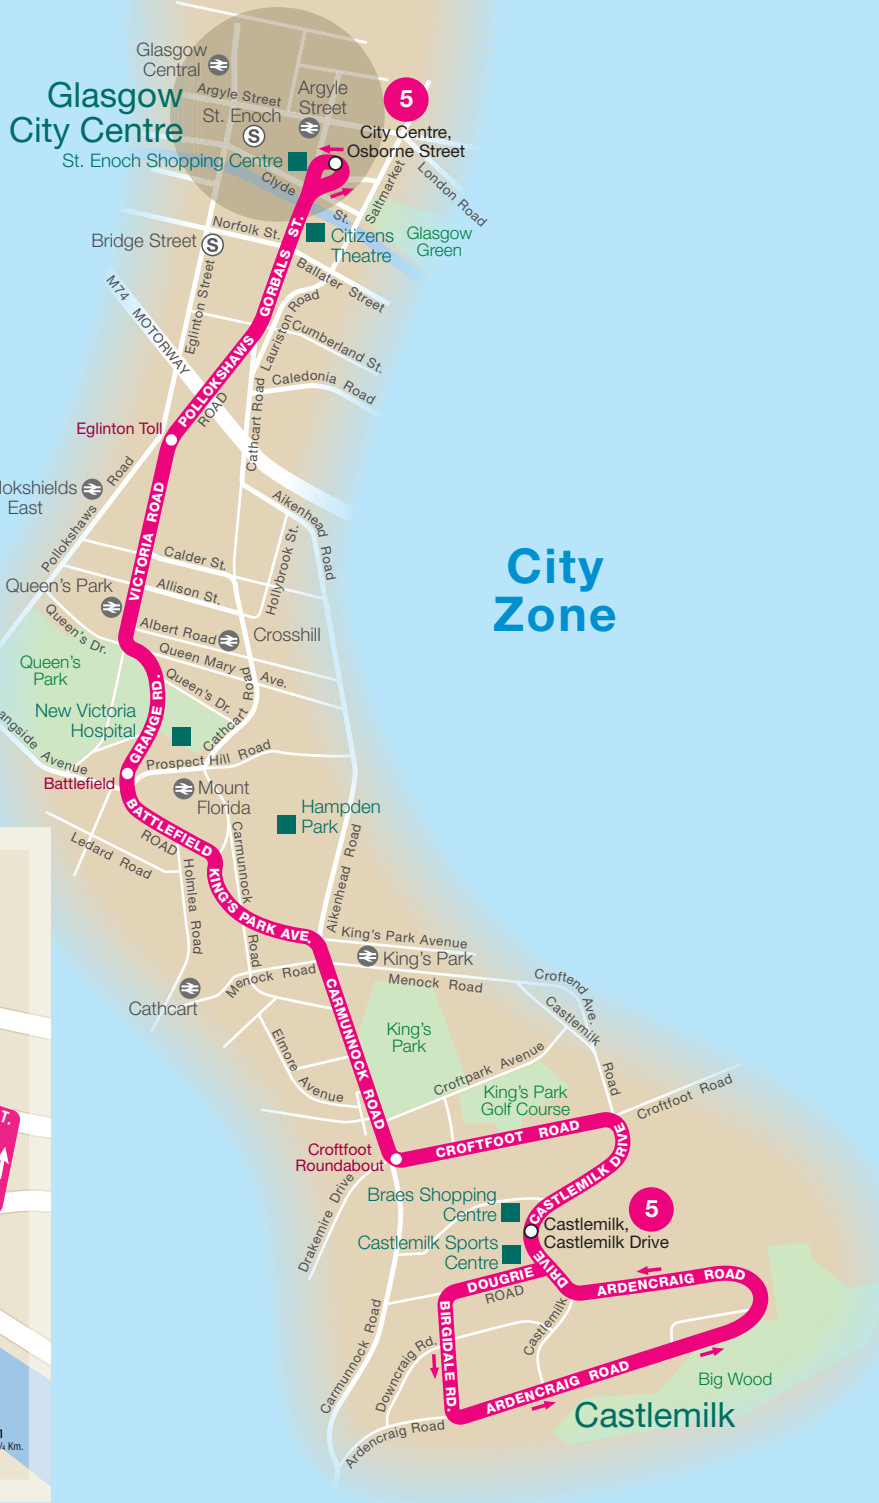 Glasgow
Central
Glasgow
City Centre
Argyle Street
Argyle
Street
St. Enoch
S
5
City Centre,
Osborne Street
St. Enoch Shopping Centre
Clyde
St.
Saltmarket
London Road
Bridge Street
S
Norfolk St.
Citizens
Theatre
Glasgow
Green
GORBALS ST.
Ballater Street
M74 MOTORWAY
Eglinton Street
Lauriston Road
Cumberland St.
Caledonia Road
POLLOKSHAWS
ROAD
Cathcart Road
Eglinton Toll
Pollokshaws Road
okshields
East
VICTORIA ROAD
Aikenhead Road
Hollybrook St.
City
Zone
Calder St.
Queen's Park
Allison St.
Queen's Dr.
Albert Road
Crosshill
Queen Mary Ave.
Queen's
Park
Queen's Dr.
New Victoria
Hospital
Cathcart Road
GRANGE RD.
angside Avenue
Prospect Hill Road
Battlefield
Mount
Florida
BATTLEFIELD
ROAD
Hampden
Park
Ledard Road
Holmlea Road
Carmunnock
Road
Aikenhead Road
KING'S PARK AVE.
King's Park Avenue
King's Park
Menock Road
Menock Road
Cathcart
Croftend Ave.
Castlemilk
Road
CARMUNNOCK ROAD
King's
Park
Elmore Avenue
Croftpark Avenue
King's Park
Golf Course
Croftfoot Road
T.
Croftfoot
Roundabout
CROFTFOOT ROAD
CASTLEMILK DRIVE
Drakemire Drive
Braes Shopping
Centre
5
Castlemilk,
Castlemilk Drive
Castlemilk Sports
Centre
DRIVE
DOUGRIE
ROAD
ARDENCRAIG ROAD
BIRGIDALE RD.
Carmunnock Road
Downcraig Rd.
Castlemilk
ARDENCRAIG ROAD
Big Wood
Castlemilk
Ardencraig Road
Km.